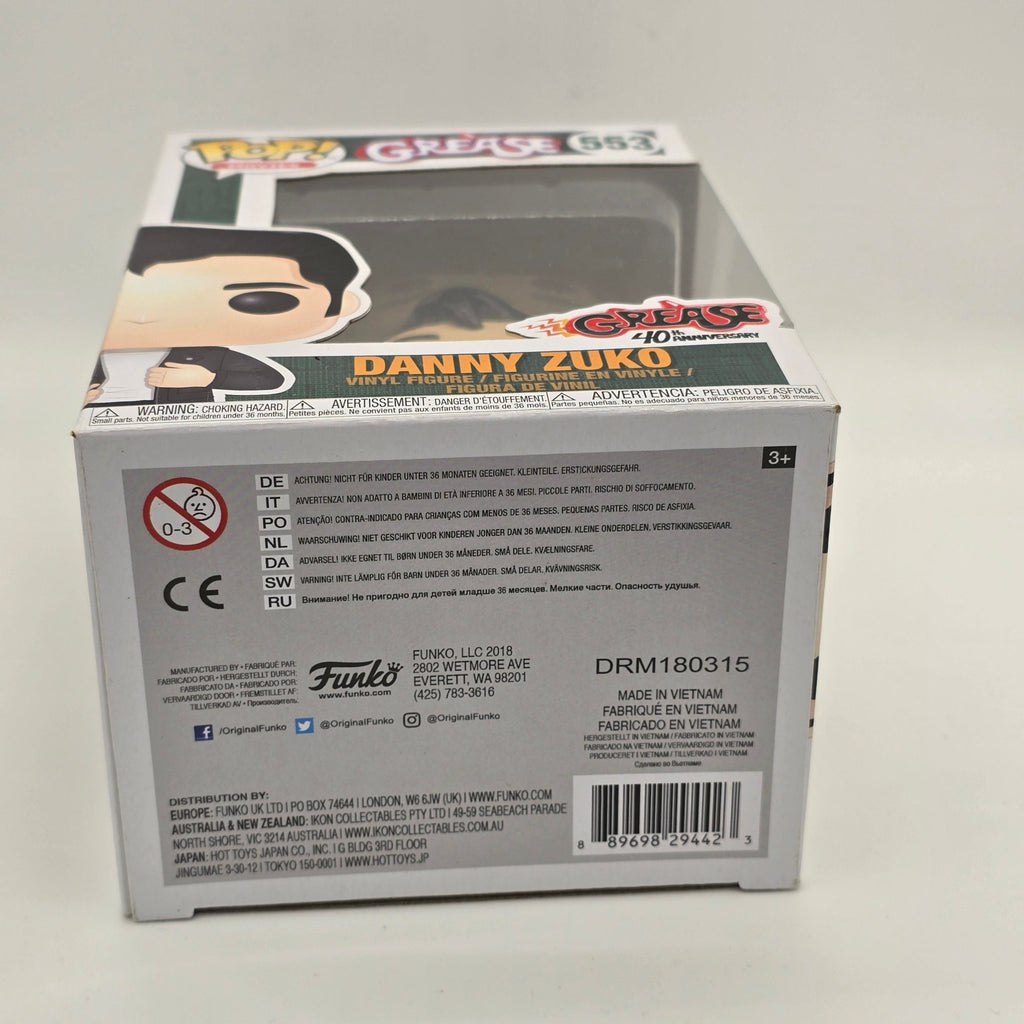 POP!
MOVIES
GREASE
553
GREASE
40th ANNIVERSARY
DANNY ZUKO
VINYL FIGURE / FIGURINE EN VINYLE /
FIGURA DE VINIL
WARNING: CHOKING HAZARD.
Small parts. Not suitable for children under 36 months.
AVERTISSEMENT: DANGER D'ÉTOUFFEMENT.
Petites pièces. Ne convient pas aux enfants de moins de 36 mois.
ADVERTENCIA: PELIGRO DE ASFIXIA.
Partes pequeñas. No es adecuado para niños menores de 36 meses.
3+
0-3
DE ACHTUNG! NICHT FÜR KINDER UNTER 36 MONATEN GEEIGNET. KLEINTEILE. ERSTICKUNGSGEFAHR.
IT AVVERTENZA! NON ADATTO A BAMBINI DI ETÀ INFERIORE A 36 MESI. PICCOLE PARTI. RISCHIO DI SOFFOCAMENTO.
PO ATENÇÃO! CONTRA-INDICADO PARA CRIANÇAS COM MENOS DE 36 MESES. PEQUENAS PARTES. RISCO DE ASFIXIA.
NL WAARSCHUWING! NIET GESCHIKT VOOR KINDEREN JONGER DAN 36 MAANDEN. KLEINE ONDERDELEN. VERSTIKKINGSGEVAAR.
DA ADVARSEL! IKKE EGNET TIL BØRN UNDER 36 MÅNEDER. SMÅ DELE. KVÆLNINGSFARE.
SW VARNING! INTE LÄMPLIG FÖR BARN UNDER 36 MÅNADER. SMÅ DELAR. KVÄVNINGSRISK.
RU Внимание! Не пригодно для детей младше 36 месяцев. Мелкие части. Опасность удушья.
CE
MANUFACTURED BY • FABRIQUÉ PAR:
FABRICADO POR • HERGESTELLT DURCH:
FABBRICATO DA • FABRICADO POR:
VERVAARDIGD DOOR • FREMSTILLET AF:
TILLVERKAD AV • Производитель:
Funko
www.funko.com
FUNKO, LLC 2018
2802 WETMORE AVE
EVERETT, WA 98201
(425) 783-3616
/OriginalFunko @OriginalFunko @OriginalFunko
DRM180315
MADE IN VIETNAM
FABRIQUÉ EN VIETNAM
FABRICADO EN VIETNAM
HERGESTELLT IN VIETNAM / FABBRICATO IN VIETNAM
FABRICADO NA VIETNAM / VERVAARDIGD IN VIETNAM
PRODUCERET I VIETNAM / TILLVERKAD I VIETNAM
Сделано во Вьетнаме
DISTRIBUTION BY:
EUROPE: FUNKO UK LTD | PO BOX 74644 | LONDON, W6 6JW (UK) | WWW.FUNKO.COM
AUSTRALIA & NEW ZEALAND: IKON COLLECTABLES PTY LTD | 49-59 SEABEACH PARADE
NORTH SHORE, VIC 3214 AUSTRALIA | WWW.IKONCOLLECTABLES.COM.AU
JAPAN: HOT TOYS JAPAN CO., INC. | G BLDG 3RD FLOOR
JINGUMAE 3-30-12 | TOKYO 150-0001 | WWW.HOTTOYS.JP
8 89698 29442 3